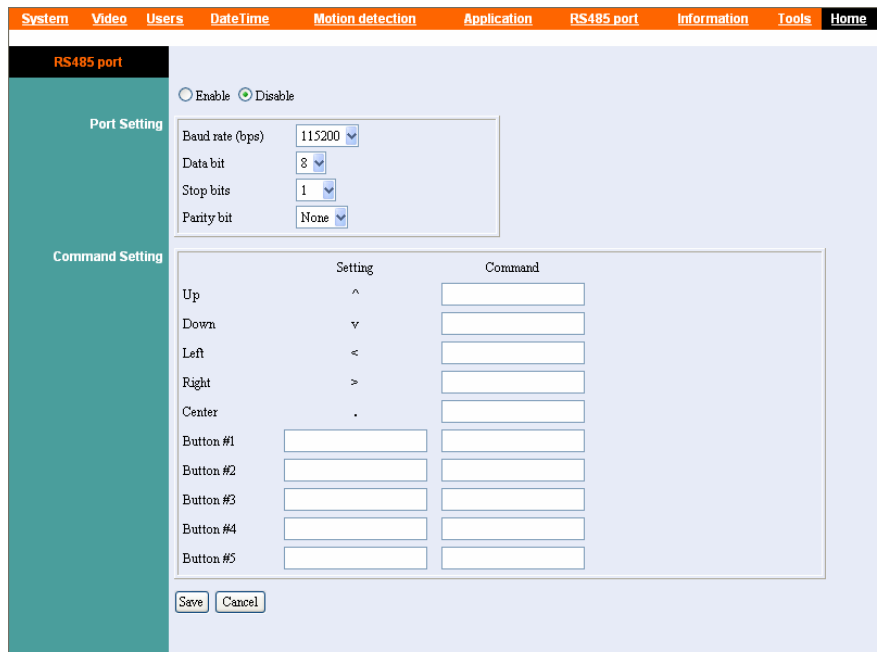 System Video Users DateTime Motion detection Application RS485 port Information Tools Home
RS485 port
Enable Disable
Port Setting
Baud rate (bps) 115200
Data bit 8
Stop bits 1
Parity bit None
Command Setting
Setting Command
Up ^
Down v
Left <
Right >
Center .
Button #1
Button #2
Button #3
Button #4
Button #5
Save Cancel